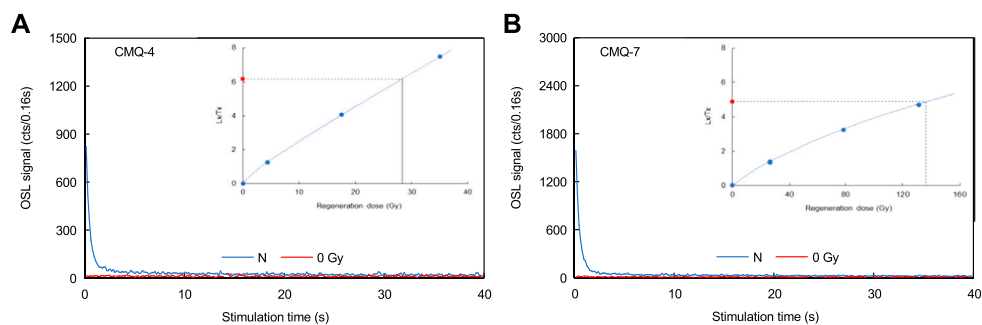 A
CMQ-4
OSL signal (cts/0.16s)
1500
1200
900
600
300
0
0 10 20 30 40
Stimulation time (s)
N 0 Gy
Lx/Tx
8
6
4
2
0
0 10 20 30 40
Regeneration dose (Gy)
B
CMQ-7
OSL signal (cts/0.16s)
3000
2400
1800
1200
600
0
0 10 20 30 40
Stimulation time (s)
N 0 Gy
Lx/Tx
8
6
4
2
0
0 40 80 120 160
Regeneration dose (Gy)